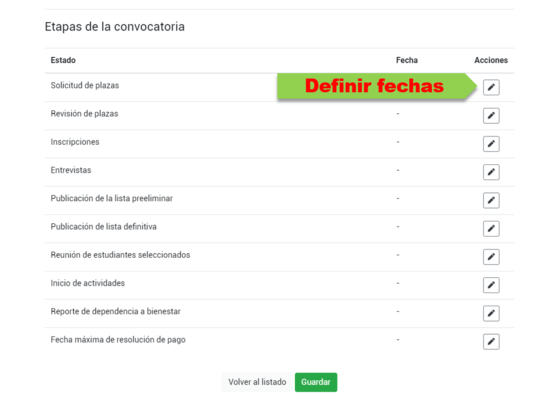 Etapas de la convocatoria
Estado Fecha Acciones
Solicitud de plazas Definir fechas
Revisión de plazas -
Inscripciones -
Entrevistas -
Publicación de la lista preeliminar -
Publicación de lista definitiva -
Reunión de estudiantes seleccionados -
Inicio de actividades -
Reporte de dependencia a bienestar -
Fecha máxima de resolución de pago -
Volver al listado Guardar